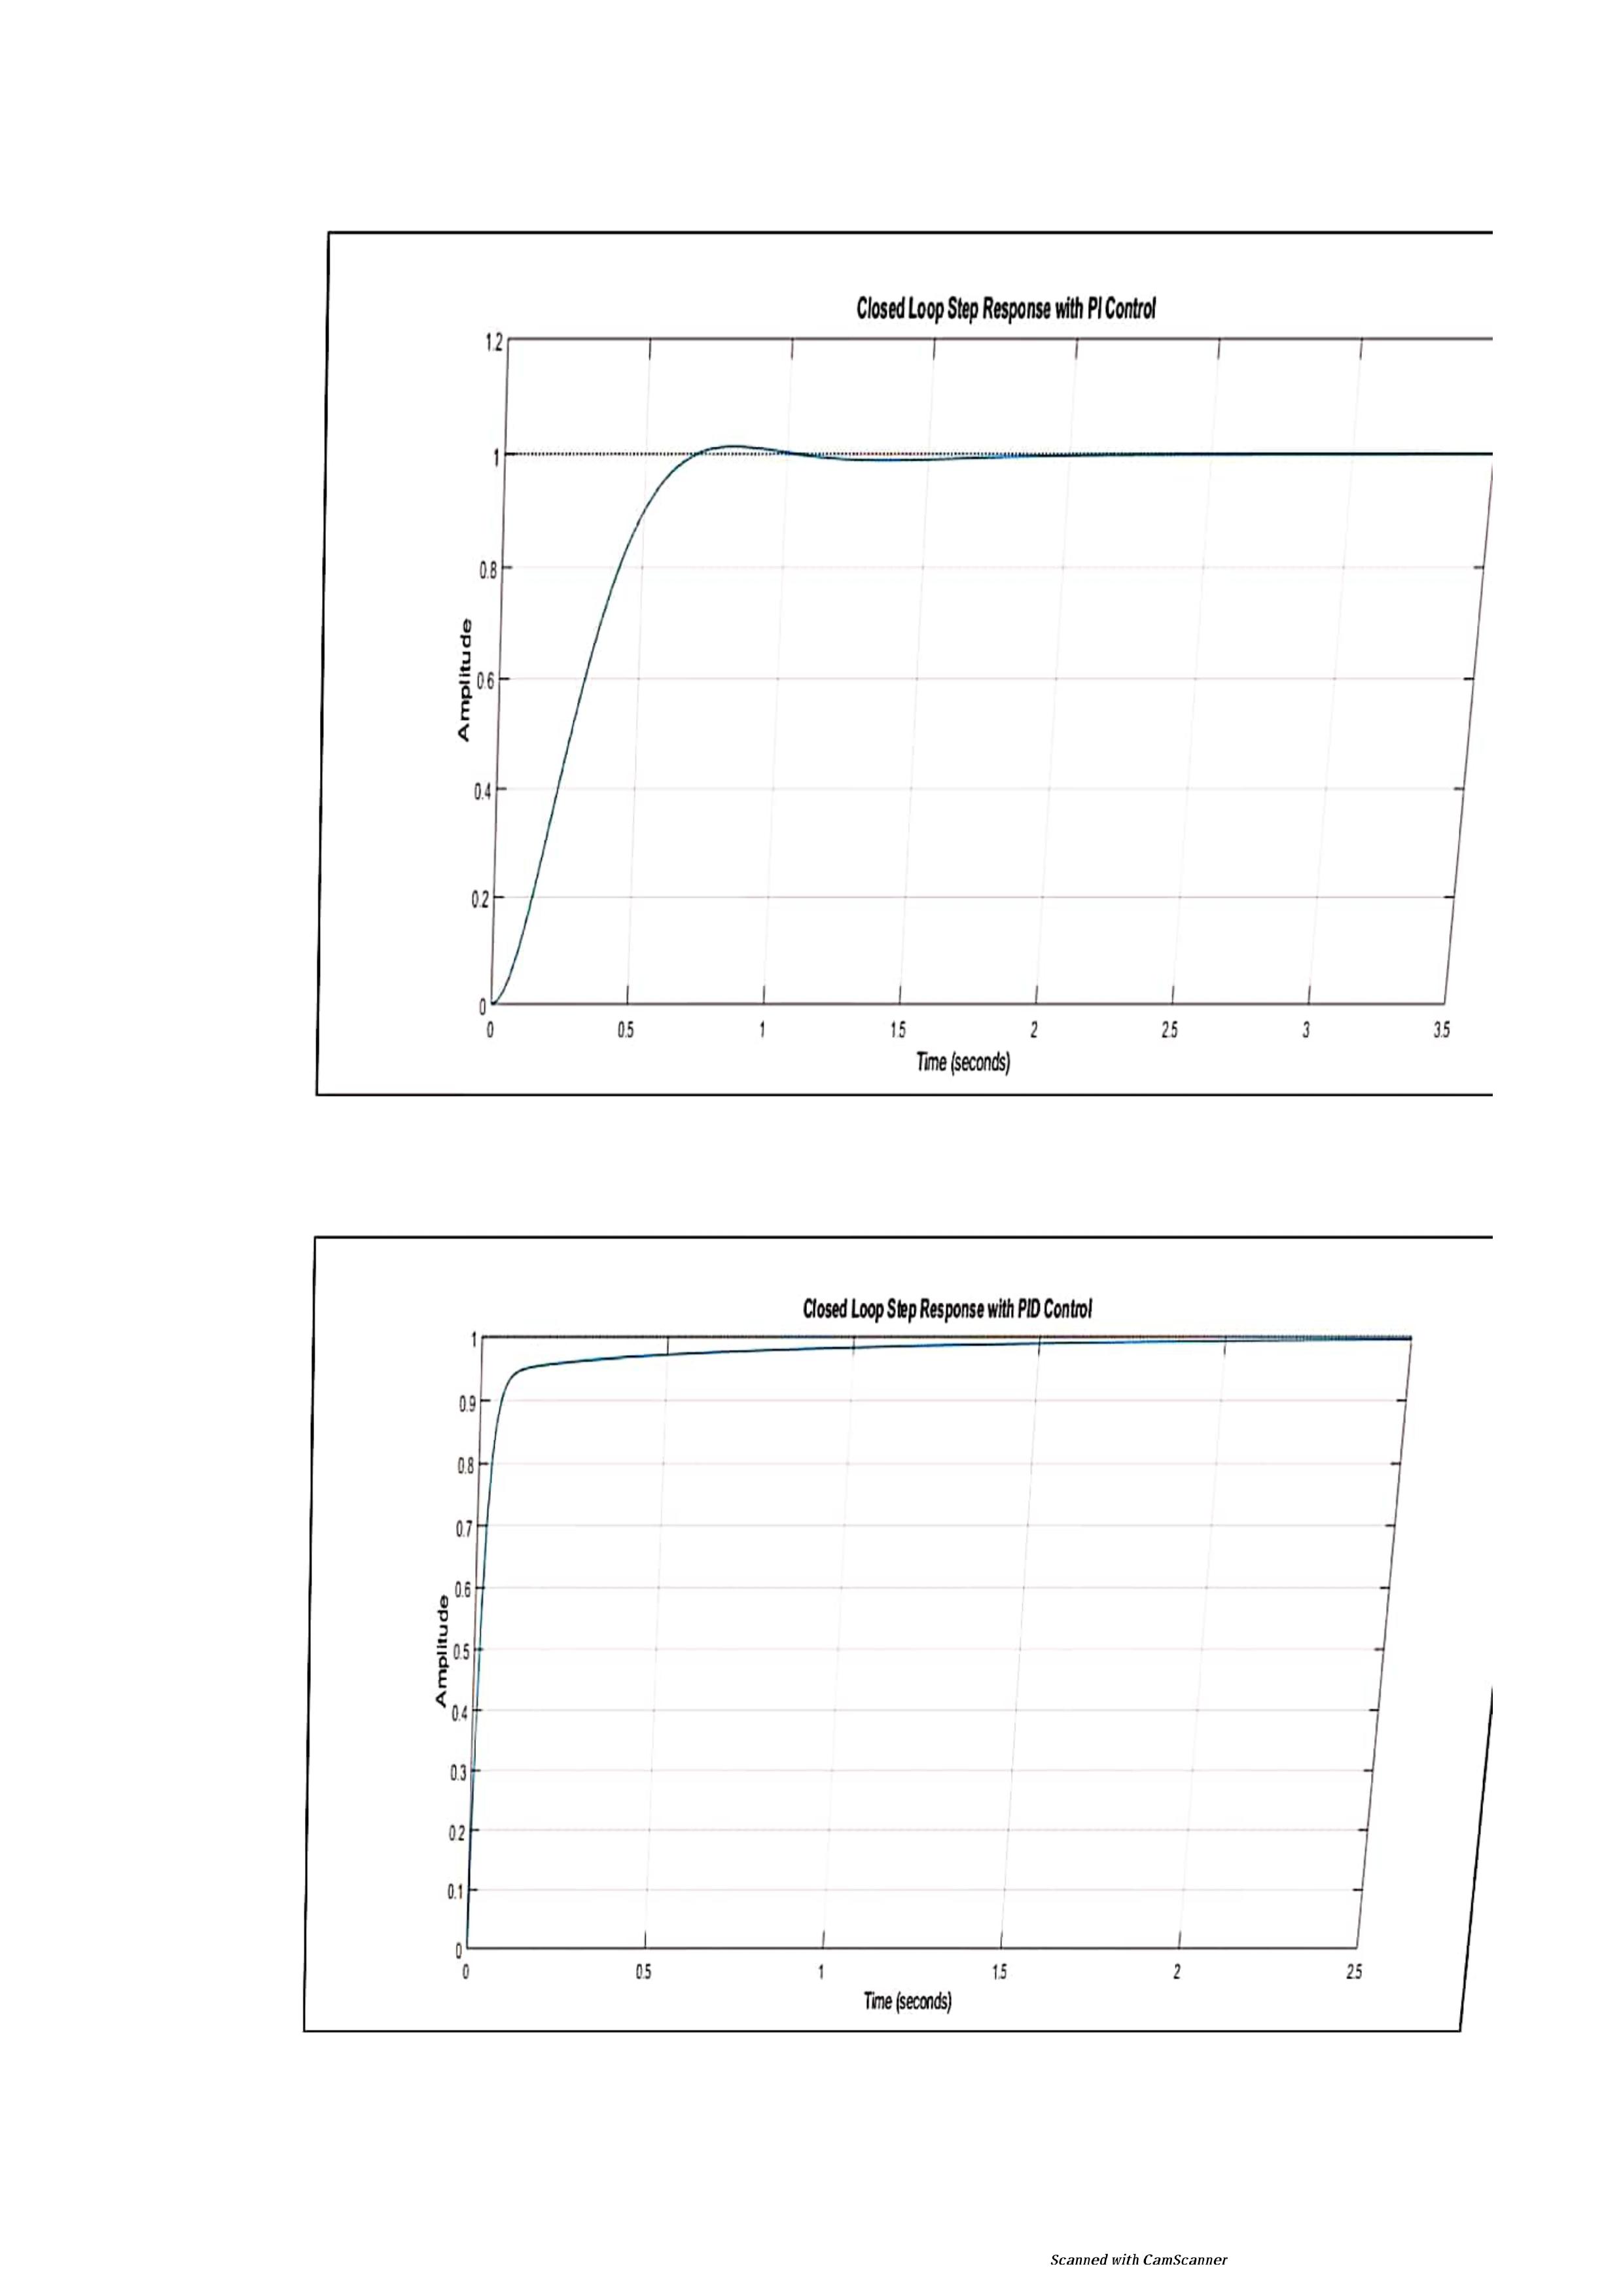 Closed Loop Step Response with PI Control
1.2
1
0.8
0.6
0.4
0.2
0
Amplitude
0 0.5 1 1.5 2 2.5 3 3.5
Time (seconds)
Closed Loop Step Response with PID Control
1
0.9
0.8
0.7
0.6
0.5
0.4
0.3
0.2
0.1
0
Amplitude
0 0.5 1 1.5 2 2.5
Time (seconds)
Scanned with CamScanner